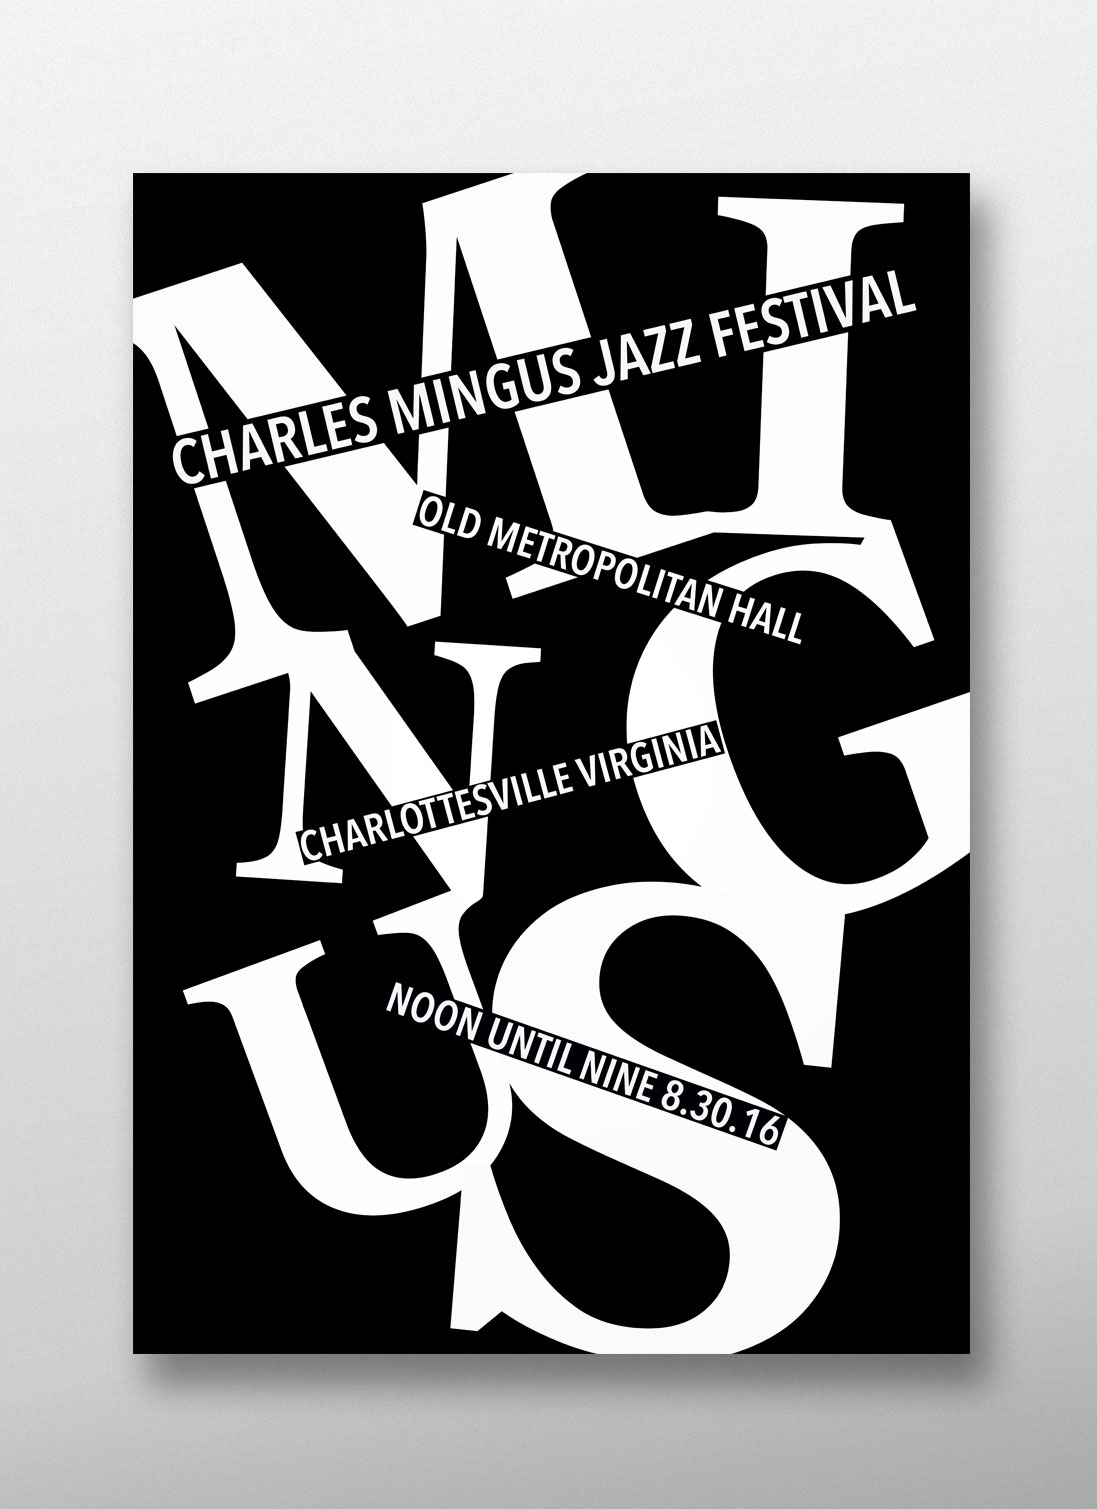 MINGUS
CHARLES MINGUS JAZZ FESTIVAL
OLD METROPOLITAN HALL
CHARLOTTESVILLE VIRGINIA
NOON UNTIL NINE 8.30.16